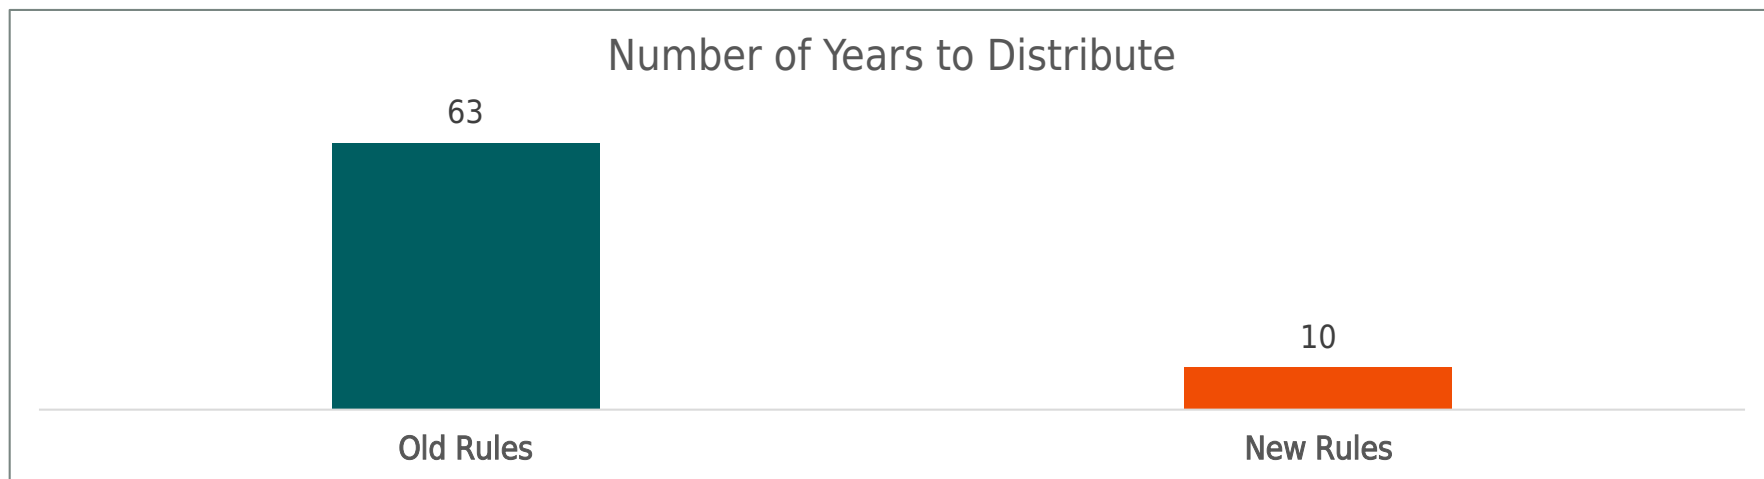 Number of Years to Distribute
63
10
Old Rules
New Rules